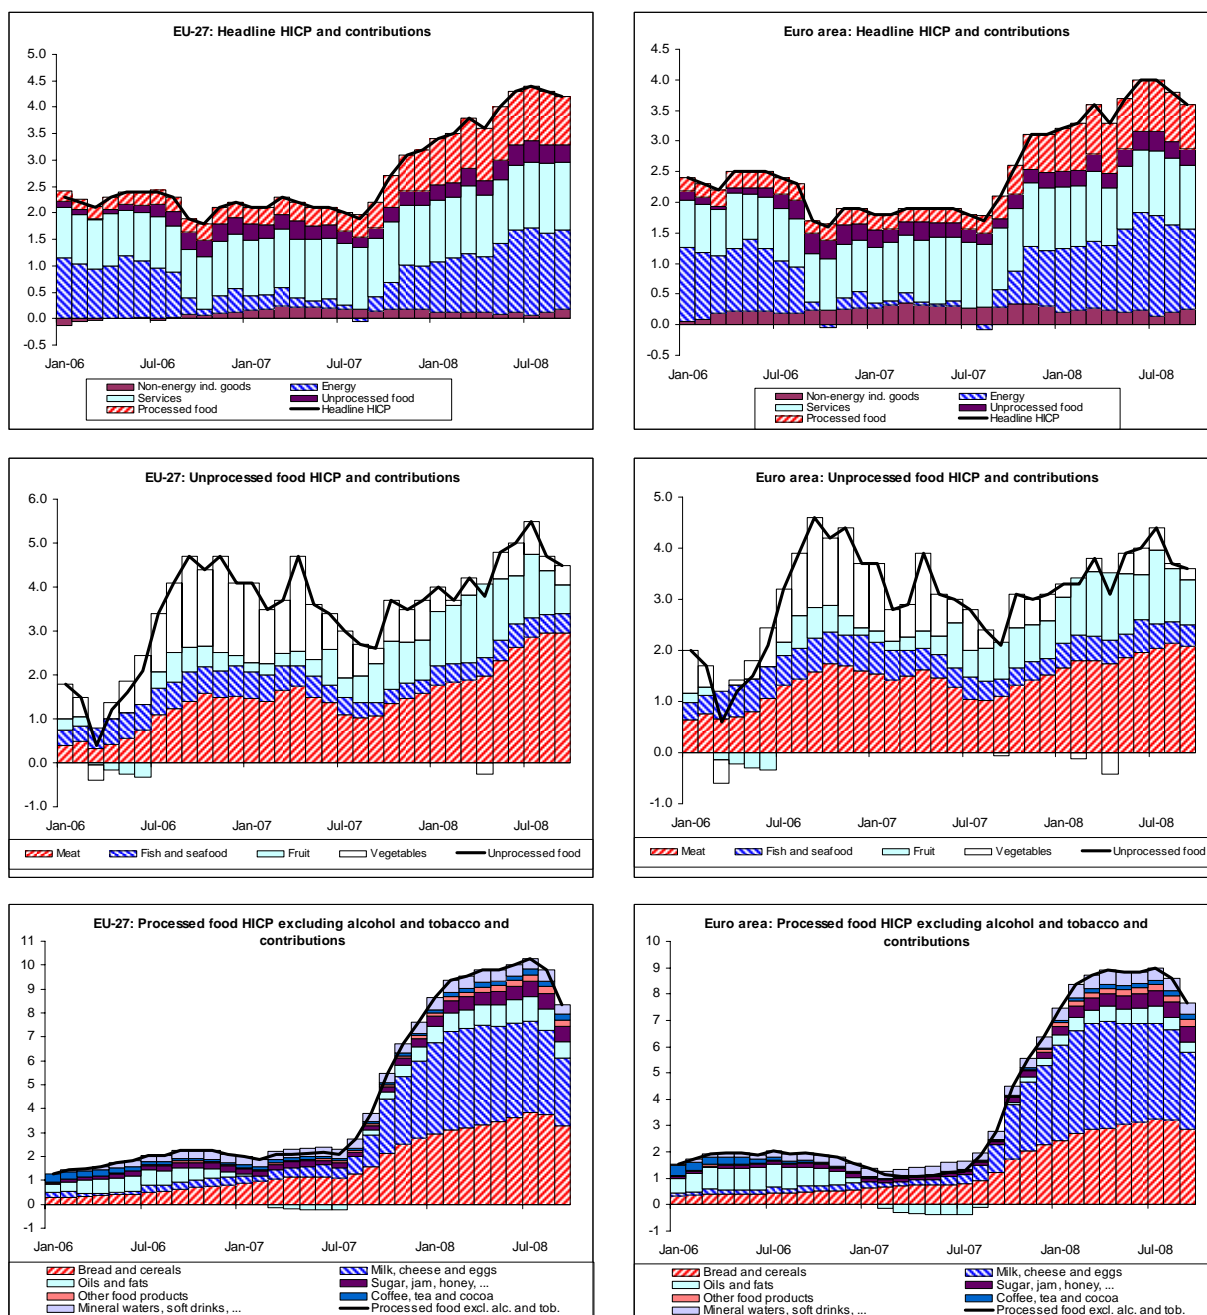 EU-27: Headline HICP and contributions
5.0
4.5
4.0
3.5
3.0
2.5
2.0
1.5
1.0
0.5
0.0
-0.5
Jan-06 Jul-06 Jan-07 Jul-07 Jan-08 Jul-08
Non-energy ind. goods Energy
Services Unprocessed food
Processed food Headline HICP
Euro area: Headline HICP and contributions
4.5
4.0
3.5
3.0
2.5
2.0
1.5
1.0
0.5
0.0
-0.5
Jan-06 Jul-06 Jan-07 Jul-07 Jan-08 Jul-08
Non-energy ind. goods Energy
Services Unprocessed food
Processed food Headline HICP
EU-27: Unprocessed food HICP and contributions
6.0
5.0
4.0
3.0
2.0
1.0
0.0
-1.0
Jan-06 Jul-06 Jan-07 Jul-07 Jan-08 Jul-08
Meat Fish and seafood Fruit Vegetables Unprocessed food
Euro area: Unprocessed food HICP and contributions
5.0
4.0
3.0
2.0
1.0
0.0
-1.0
Jan-06 Jul-06 Jan-07 Jul-07 Jan-08 Jul-08
Meat Fish and seafood Fruit Vegetables Unprocessed food
EU-27: Processed food HICP excluding alcohol and tobacco and
contributions
11
10
9
8
7
6
5
4
3
2
1
0
-1
Jan-06 Jul-06 Jan-07 Jul-07 Jan-08 Jul-08
Bread and cereals Milk, cheese and eggs
Oils and fats Sugar, jam, honey, ...
Other food products Coffee, tea and cocoa
Mineral waters, soft drinks, ... Processed food excl. alc. and tob.
Euro area: Processed food HICP excluding alcohol and tobacco and
contributions
10
9
8
7
6
5
4
3
2
1
0
-1
Jan-06 Jul-06 Jan-07 Jul-07 Jan-08 Jul-08
Bread and cereals Milk, cheese and eggs
Oils and fats Sugar, jam, honey, ...
Other food products Coffee, tea and cocoa
Mineral waters, soft drinks, ... Processed food excl. alc. and tob.